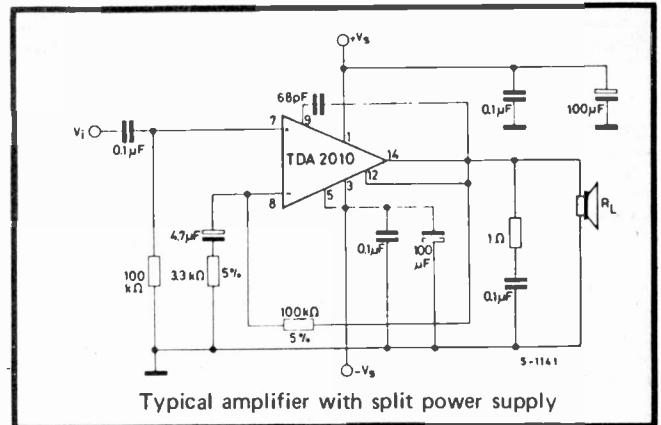 +Vs
68pF
9
0.1µF
100µF
Vi
0.1µF
7
+
1
TDA 2010
14
12
8
-
5
3
4.7µF
100
kΩ
3.3kΩ
5%
0.1µF
100
µF
1Ω
0.1µF
RL
100kΩ
5%
-Vs
S-1141
Typical amplifier with split power supply